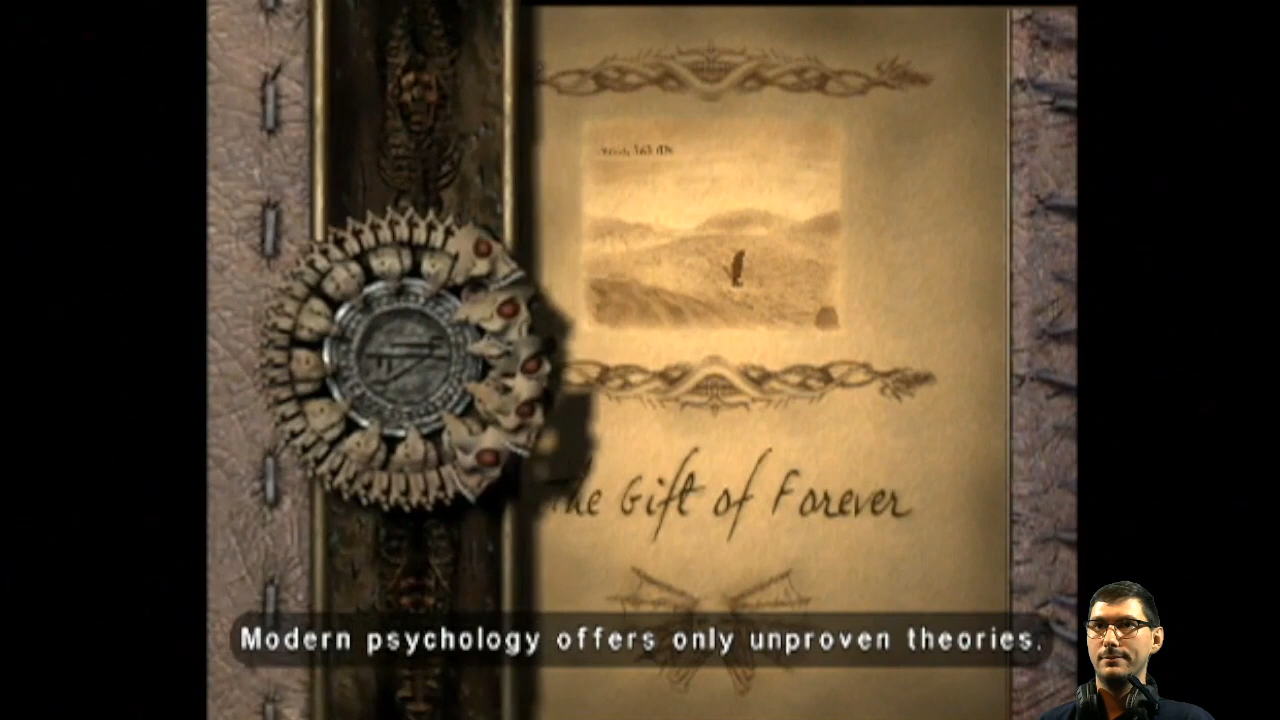 The Gift of Forever
Modern psychology offers only unproven theories.